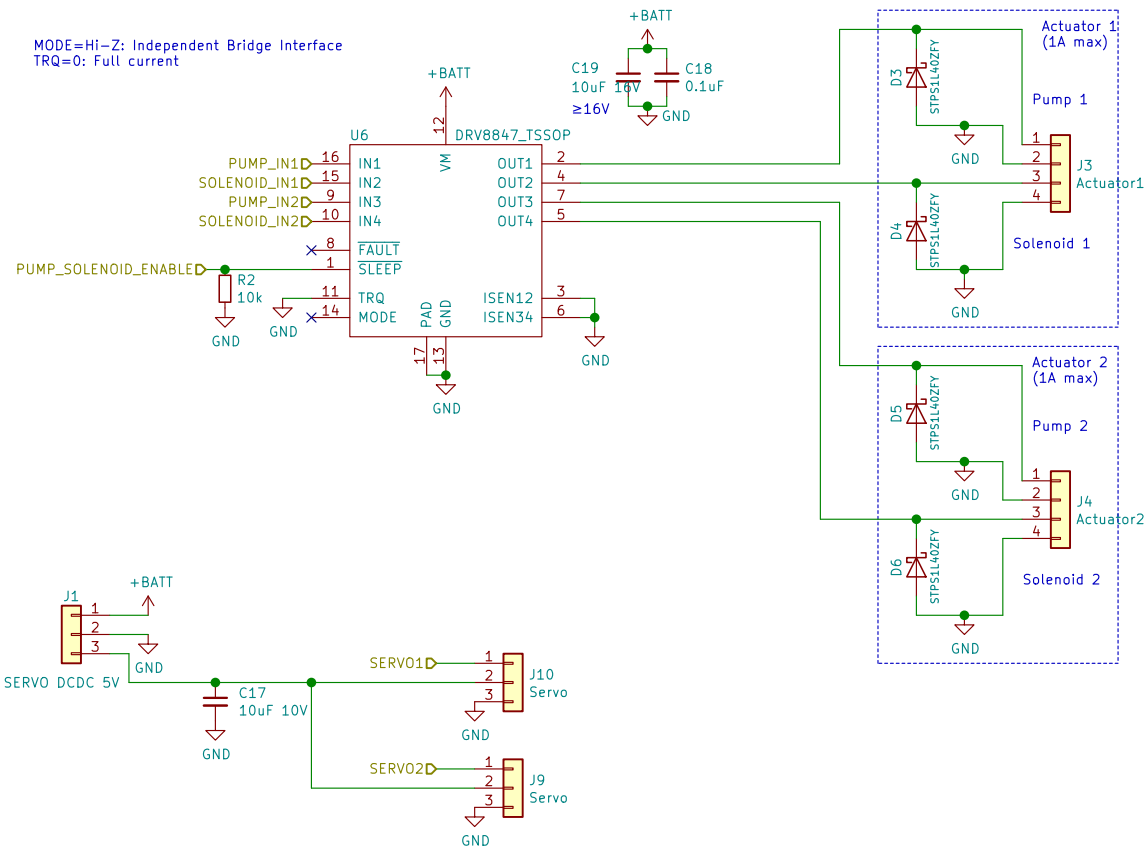 MODE=Hi-Z: Independent Bridge Interface
TRQ=0: Full current
+BATT
12
VM
U6
DRV8847_TSSOP
PUMP_IN1
16
IN1
SOLENOID_IN1
15
IN2
PUMP_IN2
9
IN3
SOLENOID_IN2
10
IN4
8
FAULT
PUMP_SOLENOID_ENABLE
1
SLEEP
R2
10k
GND
11
TRQ
GND
14
MODE
OUT1
2
OUT2
4
OUT3
7
OUT4
5
ISEN12
3
ISEN34
6
GND
PAD
GND
17
13
GND
+BATT
C19
10uF 16V
≥16V
C18
0.1uF
GND
Actuator 1
(1A max)
D3
STPS1L40ZFY
Pump 1
GND
1
2
3
4
J3
Actuator1
D4
STPS1L40ZFY
Solenoid 1
GND
Actuator 2
(1A max)
D5
STPS1L40ZFY
Pump 2
GND
1
2
3
4
J4
Actuator2
D6
STPS1L40ZFY
Solenoid 2
GND
J1
1
2
3
+BATT
GND
SERVO DCDC 5V
C17
10uF 10V
GND
SERVO1
1
2
3
J10
Servo
GND
SERVO2
1
2
3
J9
Servo
GND